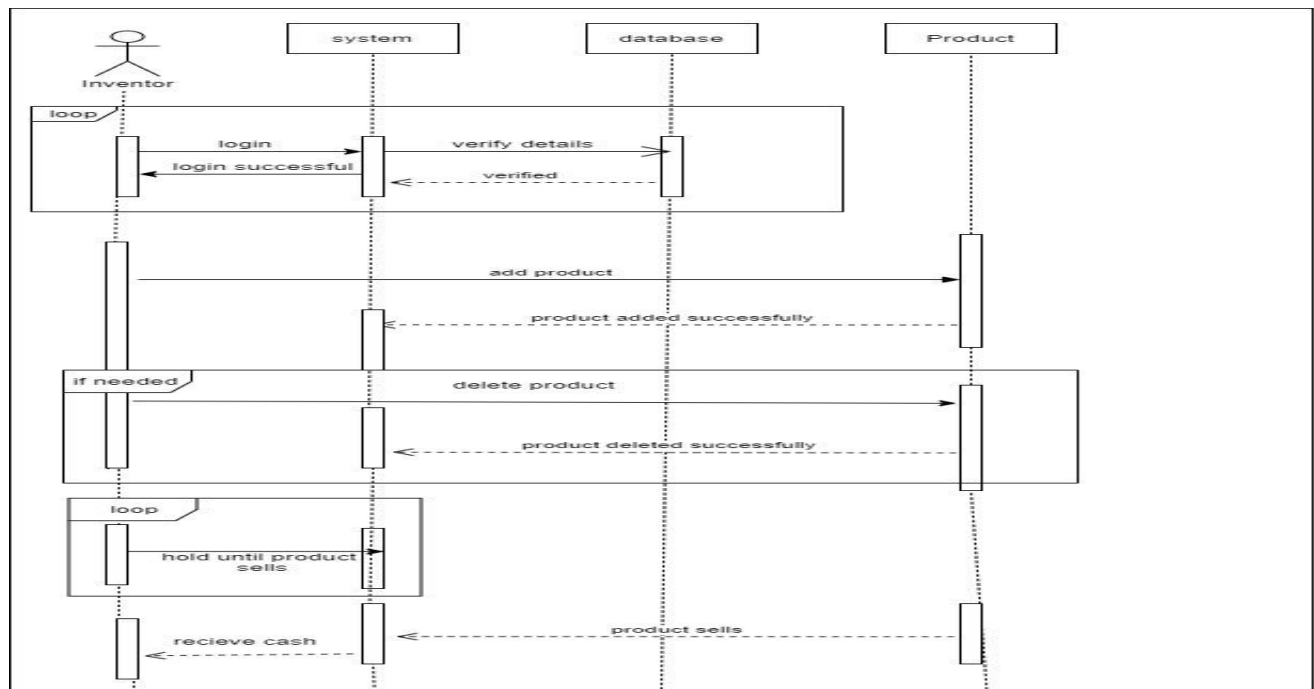 system
database
Product
Inventor
loop
login
verify details
login successful
verified
add product
product added successfully
if needed
delete product
product deleted successfully
loop
hold until product
sells
product sells
recieve cash